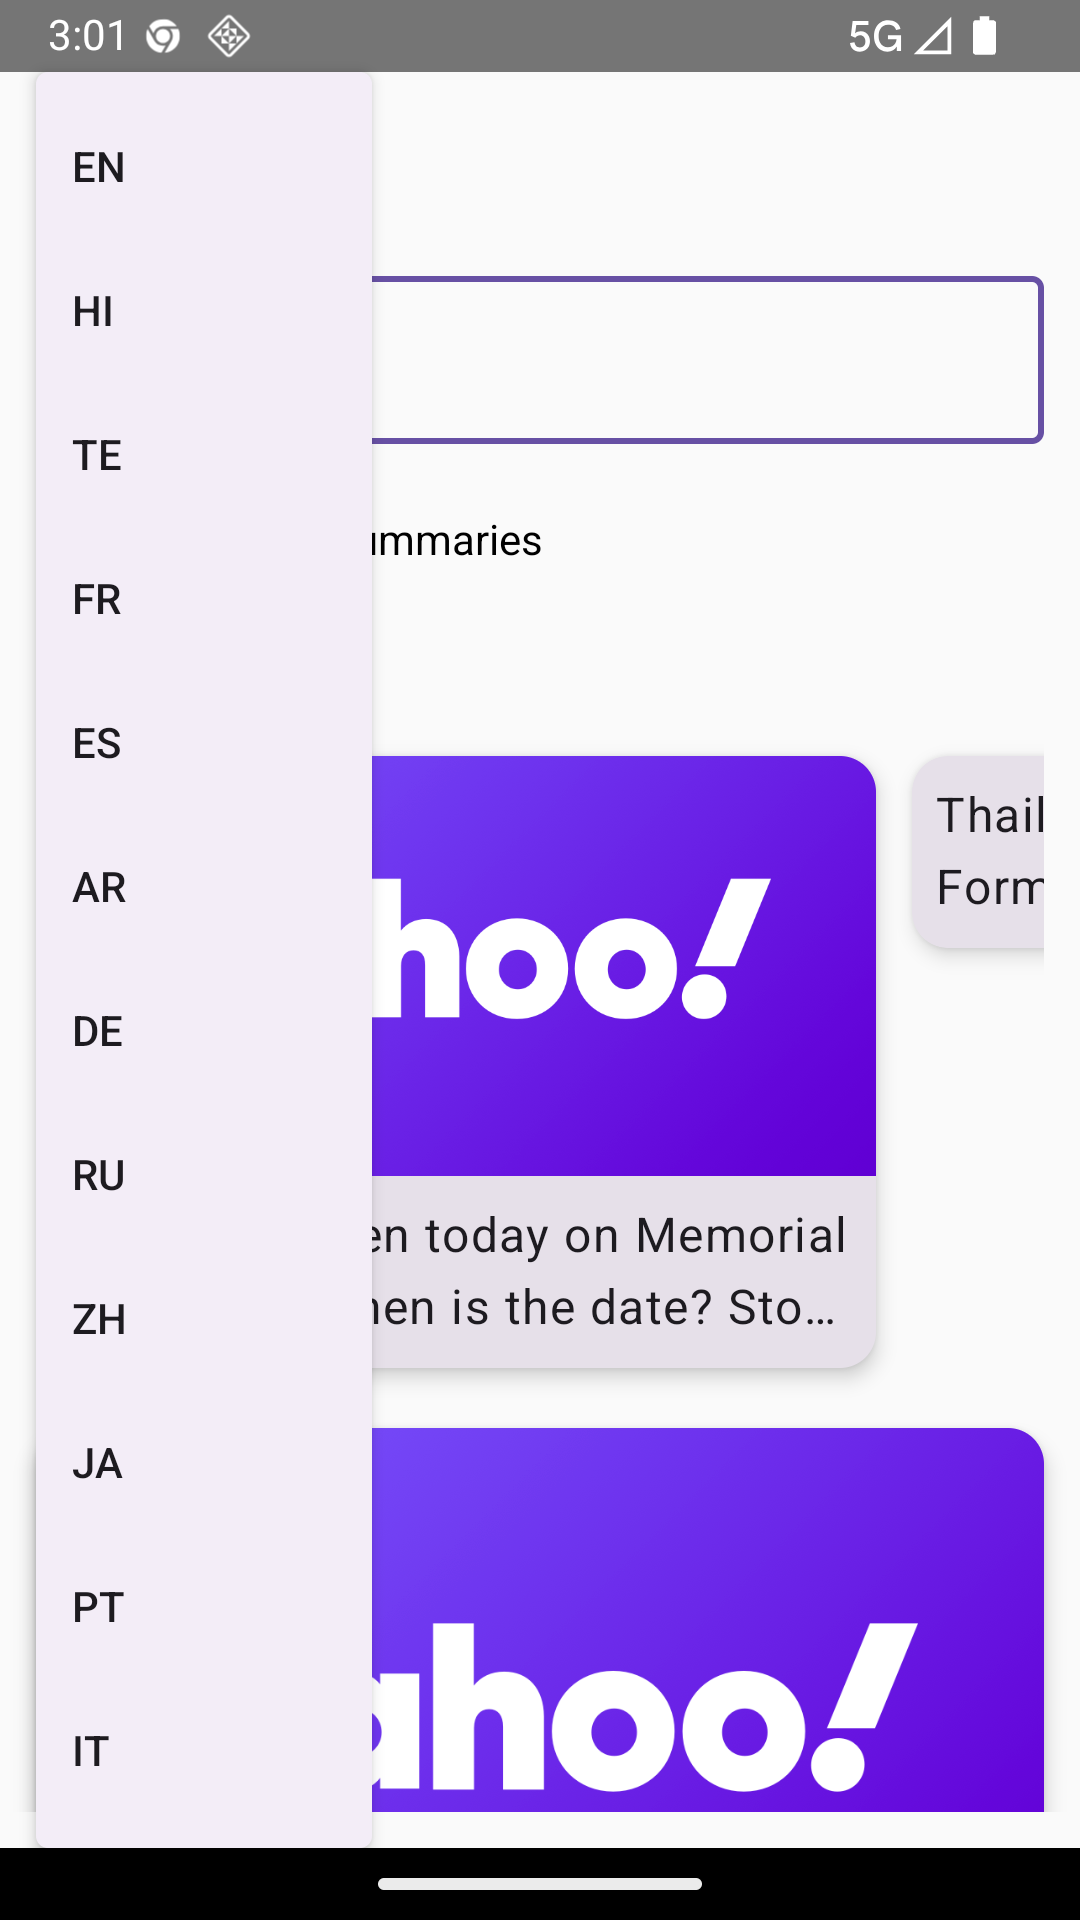 3:01
5G
EN
HI
TE
FR
ES
AR
DE
RU
ZH
JA
PT
IT
ummaries
hoo!
en today on Memorial
hen is the date? Sto…
Thail
Form
ahoo!